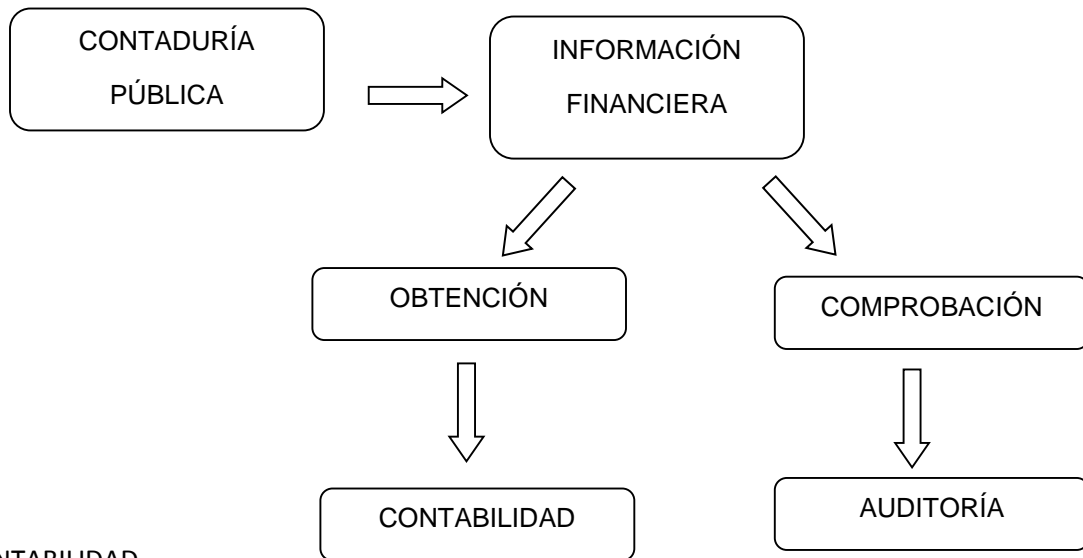 CONTADURÍA
PÚBLICA
INFORMACIÓN
FINANCIERA
OBTENCIÓN
COMPROBACIÓN
CONTABILIDAD
AUDITORÍA